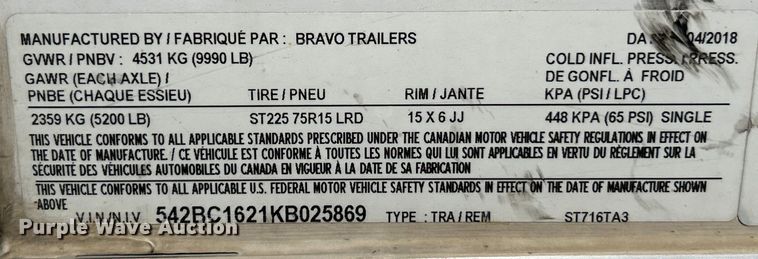 MANUFACTURED BY / FABRIQUÉ PAR : BRAVO TRAILERS DA 04/2018
GVWR / PNBV : 4531 KG (9990 LB) COLD INFL. PRESS. PRESS.
GAWR (EACH AXLE) / DE GONFL. À FROID
PNBE (CHAQUE ESSIEU) TIRE / PNEU RIM / JANTE KPA (PSI / LPC)
2359 KG (5200 LB) ST225 75R15 LRD 15 X 6 JJ 448 KPA (65 PSI) SINGLE
THIS VEHICLE CONFORMS TO ALL APPLICABLE STANDARDS PRESCRIBED UNDER THE CANADIAN MOTOR VEHICLE SAFETY REGULATIONS IN EFFECT ON
THE DATE OF MANUFACTURE. / CE VÉHICULE EST CONFORME À TOUTES LES NORMES QUI LUI SONT APPLICABLES EN VERTU DU RÉGLEMENT SUR LA
SÉCURITÉ DES VÉHICULES AUTOMOBILES DU CANADA EN VIGUEUR À LA DATE DE SA FABRICATION
THIS VEHICLE CONFORMS TO ALL APPLICABLE U.S. FEDERAL MOTOR VEHICLE SAFETY STANDARDS IN EFFECT ON THE DATE OF MANUFACTURE SHOWN
ABOVE
V.I.N/N.I.V 542BC1621KB025869 TYPE : TRA / REM ST716TA3
Purple Wave Auction